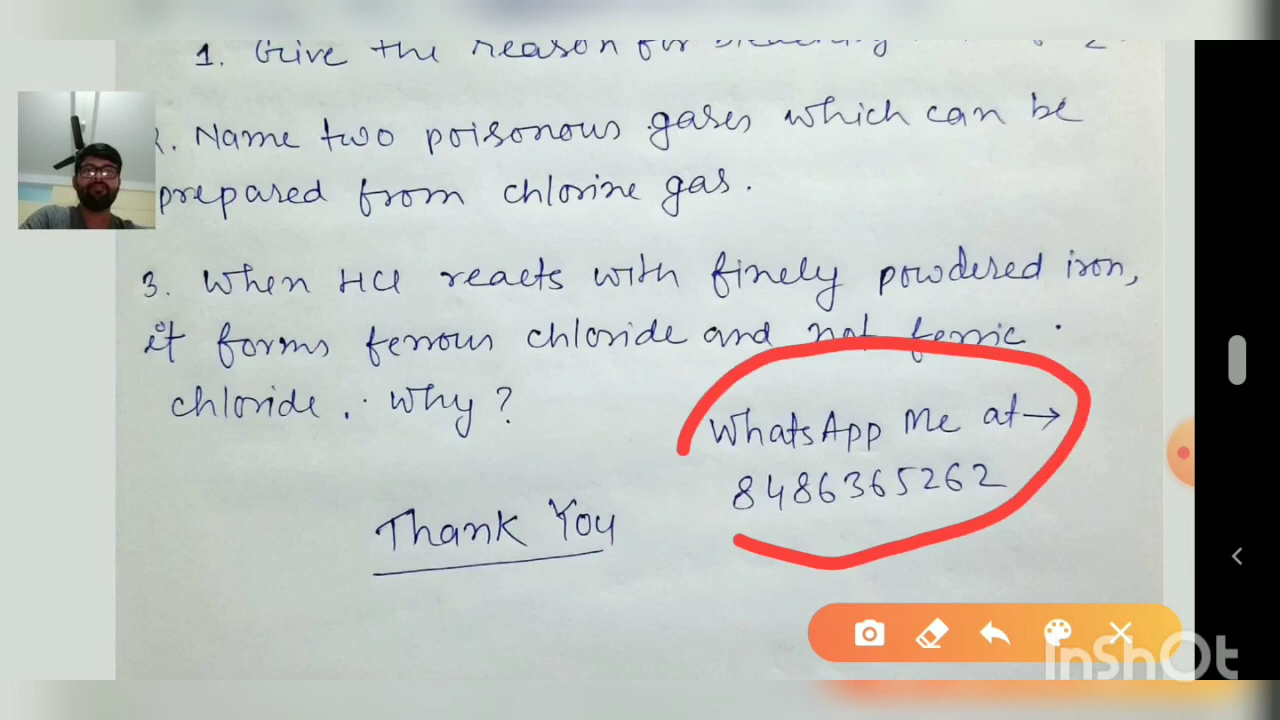 1. Give the reason for
2. Name two poisonous gases which can be
prepared from chlorine gas.
3. When HCl reacts with finely powdered iron,
it forms ferrous chloride and not ferric
chloride. Why?
WhatsApp Me at →
8486365262
Thank You
InShOt